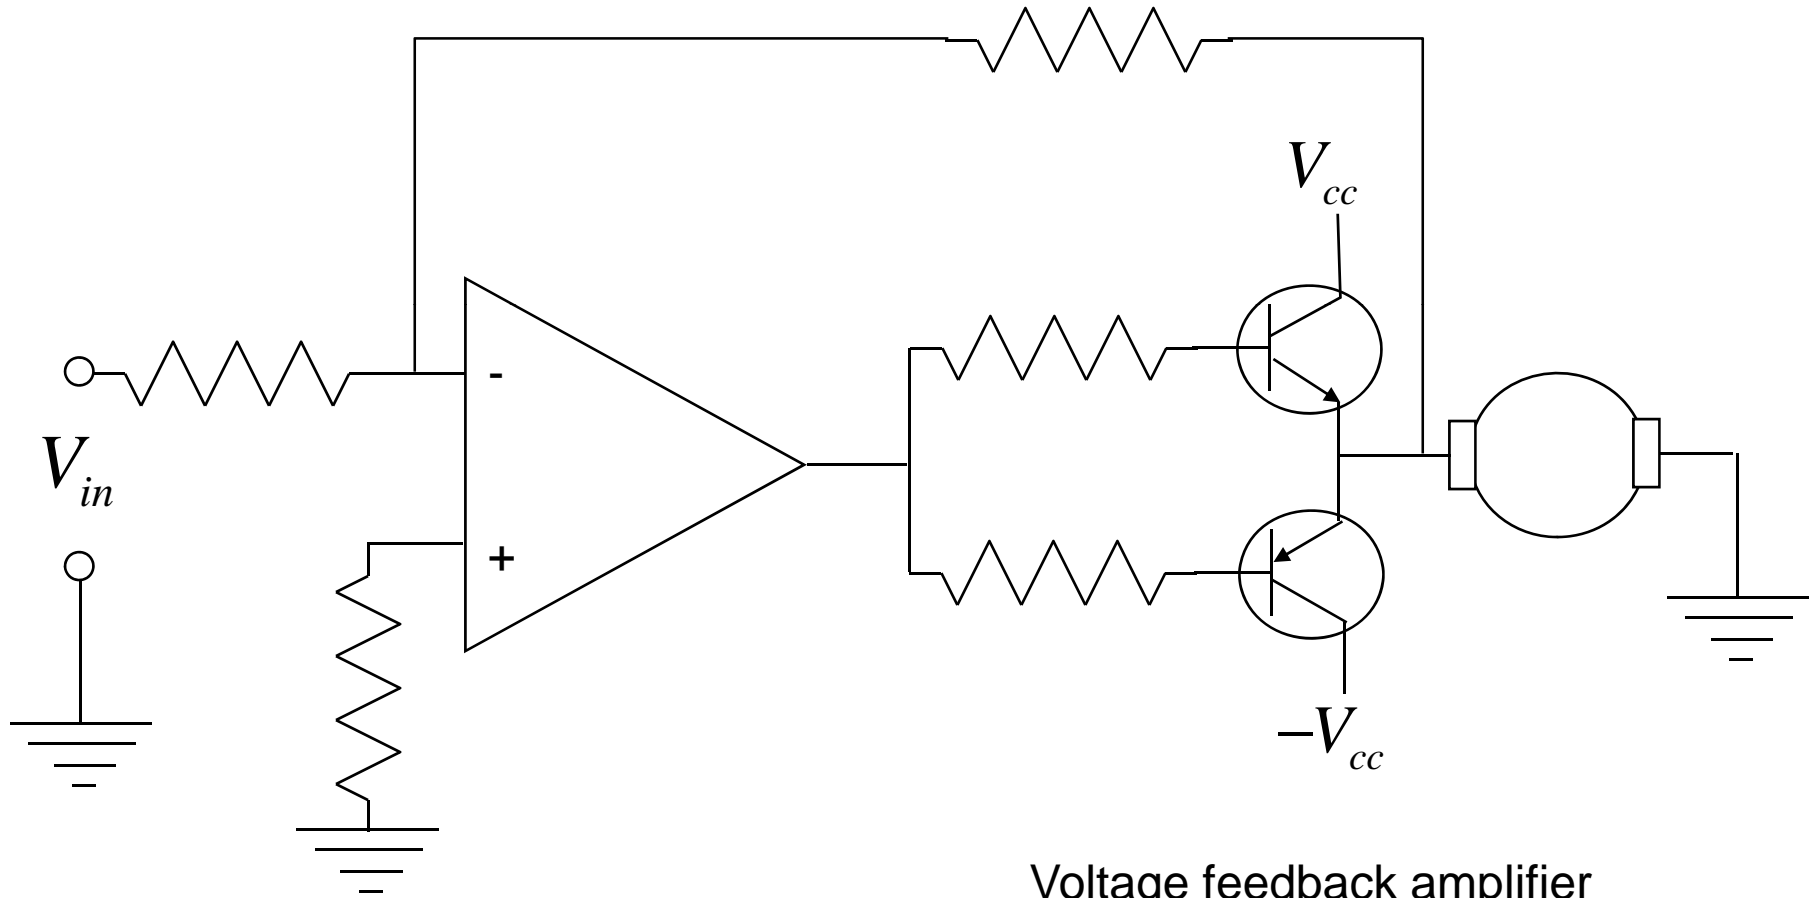 V_cc
V_in
-
+
−V_cc
Voltage feedback amplifier